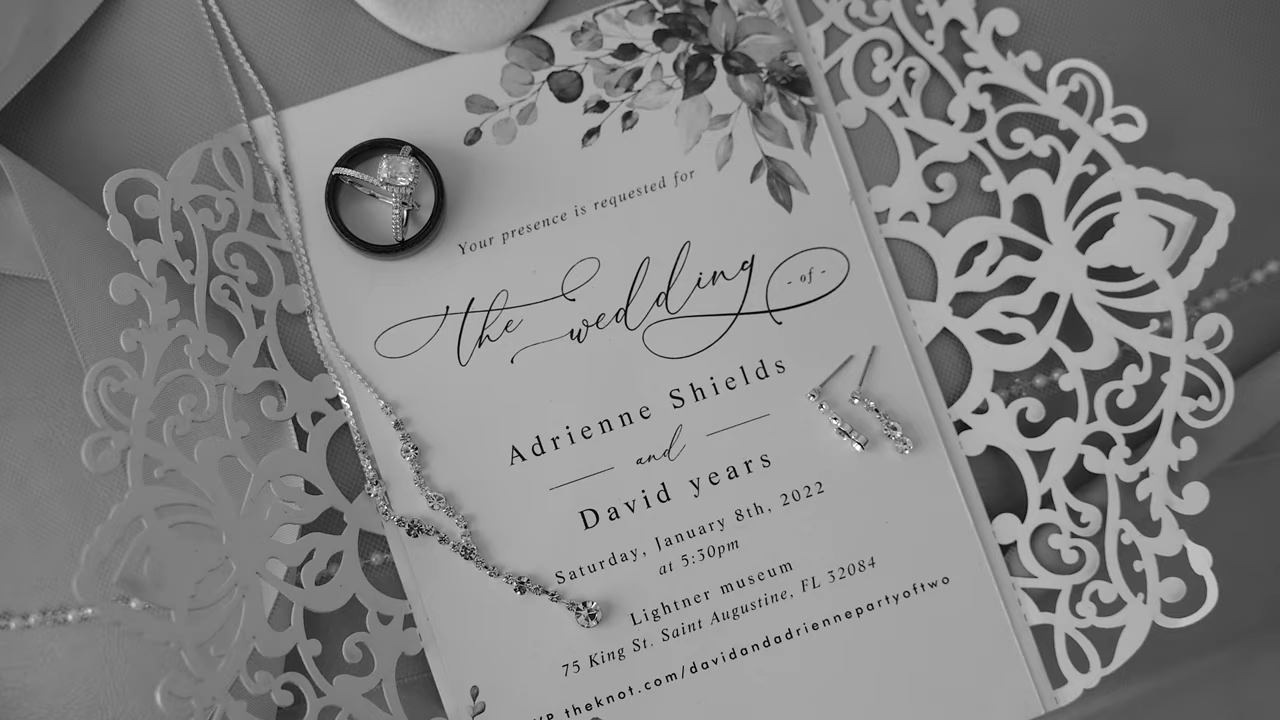 Your presence is requested for
the wedding - of -
Adrienne Shields
and
David years
Saturday, January 8th, 2022
at 5:30pm
Lightner museum
75 King St. Saint Augustine, FL 32084
theknot.com/davidandadriennepartyoftwo